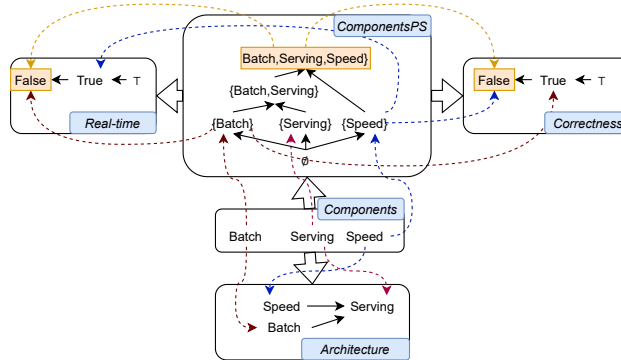 ComponentsPS
Batch,Serving,Speed}
{Batch,Serving}
{Batch} {Serving} {Speed}
∅
False True ⊤
Real-time
False True ⊤
Correctness
Components
Batch Serving Speed
Speed Serving
Batch
Architecture